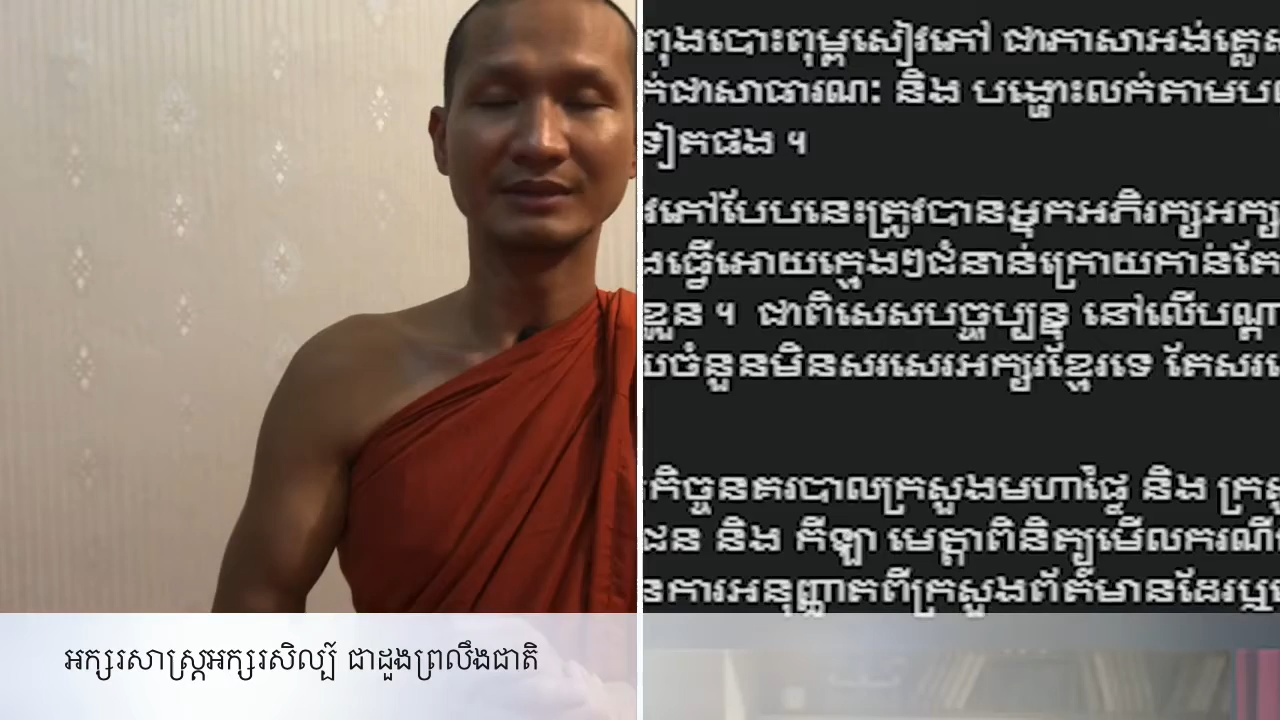 ពុងបោះពុម្ពសៀវភៅ ជាភាសាអង់គ្លេស
ក់ជាសាធារណៈ និង បង្ហោះលក់តាមប
ទៀតផង ។
វភៅបែបនេះត្រូវបានអ្នកអភិរក្សអក្ស
ងធ្វើអោយក្មេងៗជំនាន់ក្រោយកាន់តែ
ខ្លួន ។ ជាពិសេសបច្ចុប្បន្ន នៅលើបណ្ដា
យចំនួនមិនសរសេរអក្សរខ្មែរទេ តែសរសេ
កិច្ចនគរបាលក្រសួងមហាផ្ទៃ និង ក្រសួ
ជន និង កីឡា មេត្តាពិនិត្យមើលករណី
នការអនុញ្ញាតពីក្រសួងព័ត៌មានដែរឬ
អក្សរសាស្ត្រអក្សរសិល្ប៍ ជាដួងព្រលឹងជាតិ